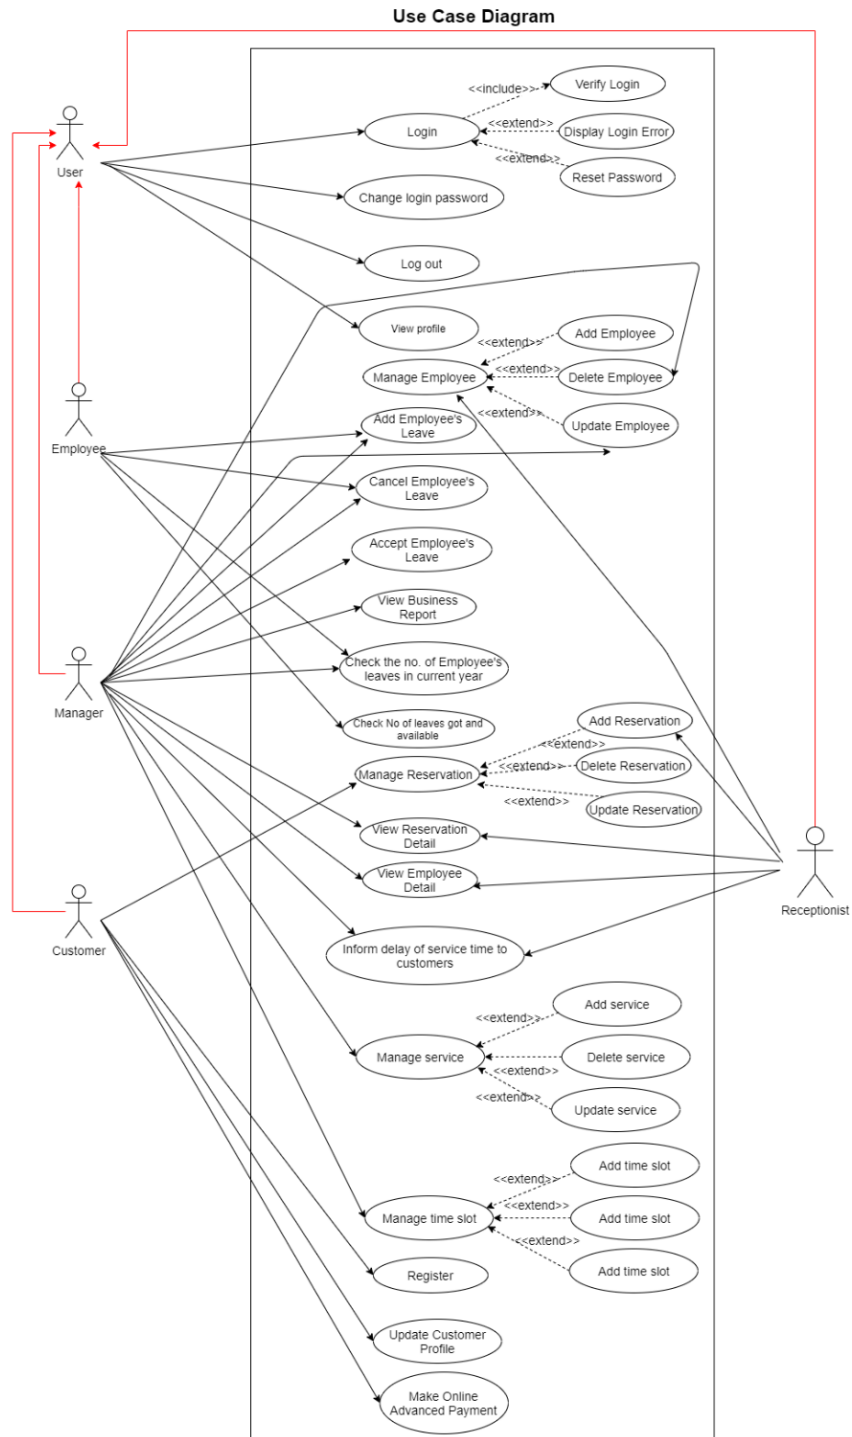 Use Case Diagram
<<include>>
Verify Login
Login
<<extend>>
Display Login Error
<<extend>>
Reset Password
User
Change login password
Log out
View profile
Add Employee
<<extend>>
Manage Employee
<<extend>>
Delete Employee
<<extend>>
Update Employee
Employee
Add Employee's
Leave
Cancel Employee's
Leave
Accept Employee's
Leave
View Business
Report
Check the no. of Employee's
leaves in current year
Manager
Check No of leaves got and
available
Add Reservation
<<extend>>
Manage Reservation
<<extend>>
Delete Reservation
<<extend>>
Update Reservation
View Reservation
Detail
View Employee
Detail
Receptionist
Customer
Inform delay of service time to
customers
Add service
<<extend>>
Manage service
Delete service
<<extend>>
<<extend>>
Update service
Add time slot
<<extend>>
Manage time slot
<<extend>>
Add time slot
<<extend>>
Add time slot
Register
Update Customer
Profile
Make Online
Advanced Payment